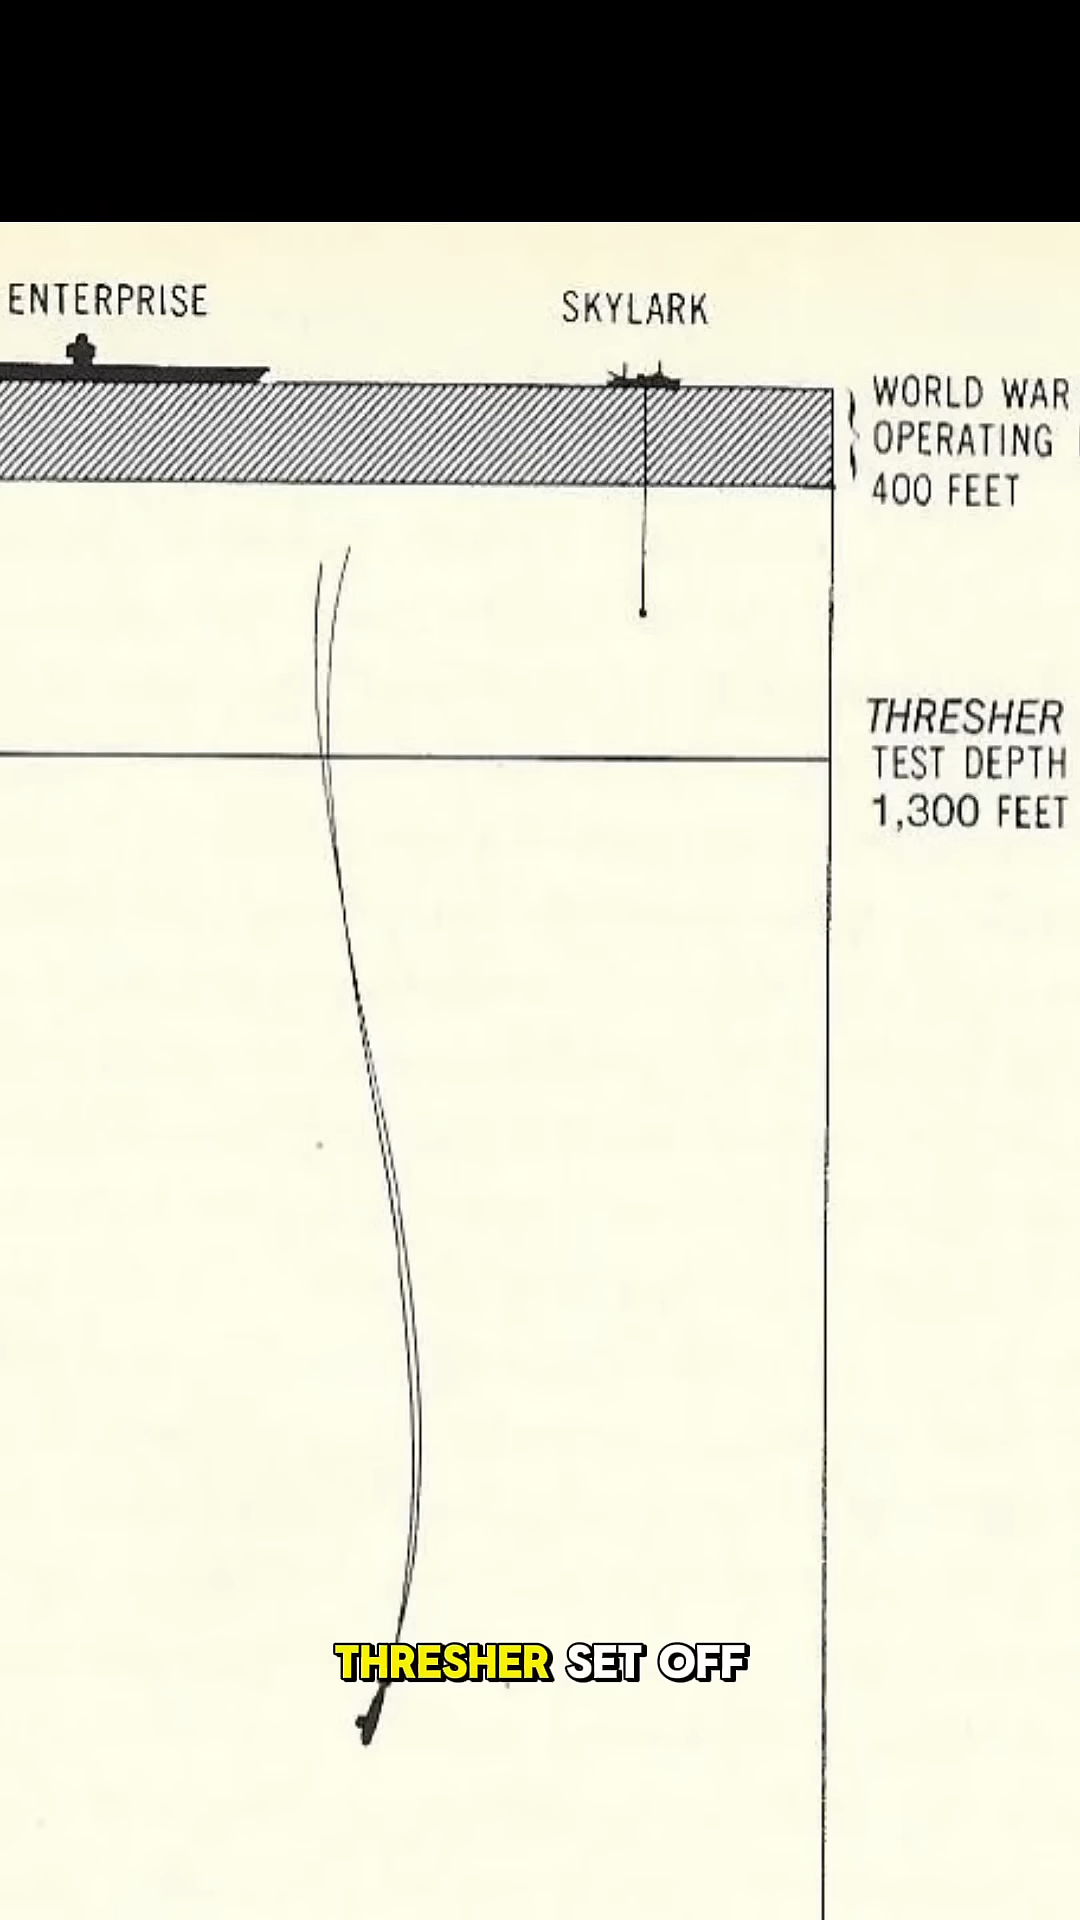 ENTERPRISE
SKYLARK
WORLD WAR
OPERATING
400 FEET
THRESHER
TEST DEPTH
1,300 FEET
THRESHER SET OFF